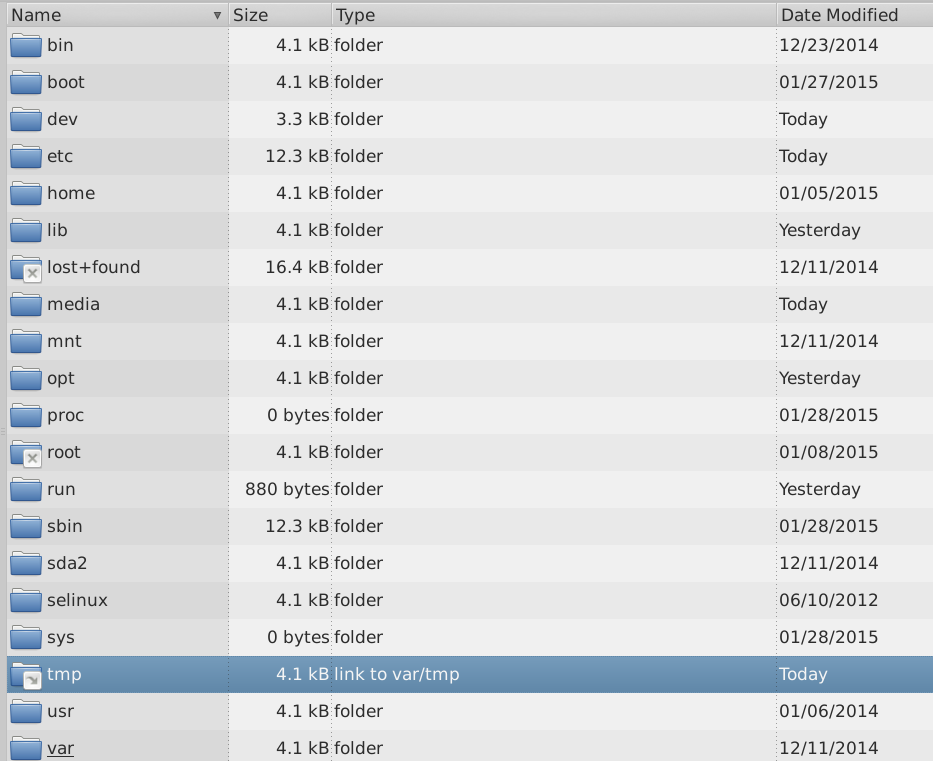 Name Size Type Date Modified
bin 4.1 kB folder 12/23/2014
boot 4.1 kB folder 01/27/2015
dev 3.3 kB folder Today
etc 12.3 kB folder Today
home 4.1 kB folder 01/05/2015
lib 4.1 kB folder Yesterday
lost+found 16.4 kB folder 12/11/2014
media 4.1 kB folder Today
mnt 4.1 kB folder 12/11/2014
opt 4.1 kB folder Yesterday
proc 0 bytes folder 01/28/2015
root 4.1 kB folder 01/08/2015
run 880 bytes folder Yesterday
sbin 12.3 kB folder 01/28/2015
sda2 4.1 kB folder 12/11/2014
selinux 4.1 kB folder 06/10/2012
sys 0 bytes folder 01/28/2015
tmp 4.1 kB link to var/tmp Today
usr 4.1 kB folder 01/06/2014
var 4.1 kB folder 12/11/2014